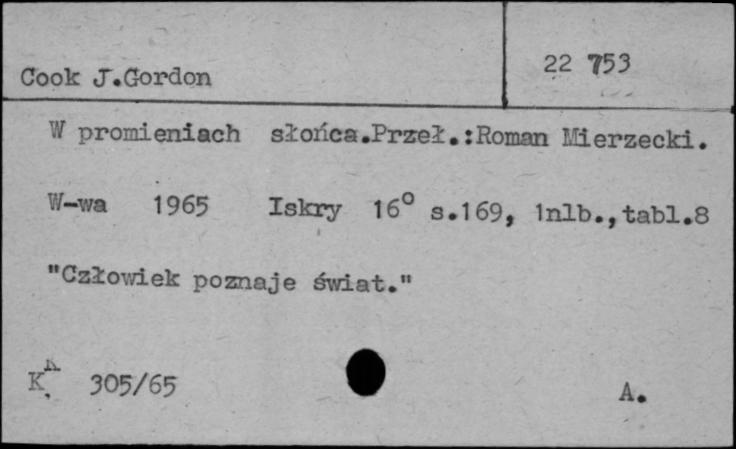 Cook J.Gordon
22 753
W promieniach słońca.Przeł.:Roman Mierzecki.
W-wa 1965 Iskry 16° s.169, 1nlb.,tabl.8
"Człowiek poznaje świat."
K. 305/65
A.